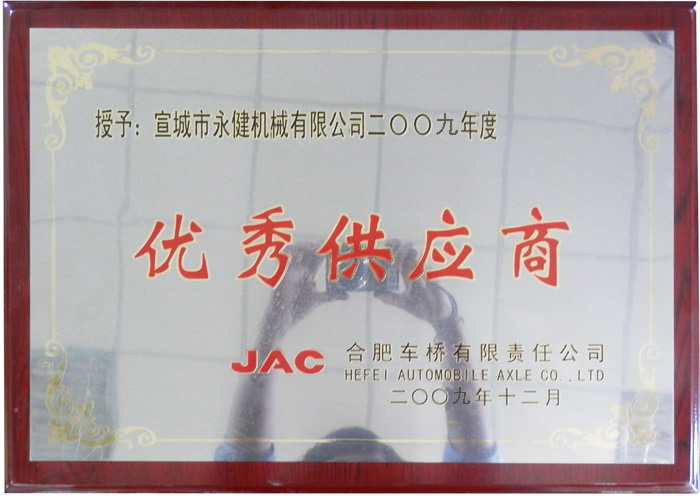 授予：宣城市永健机械有限公司二〇〇九年度
优秀供应商
JAC 合肥车桥有限责任公司
HEFEI AUTOMOBILE AXLE CO.,LTD
二〇〇九年十二月